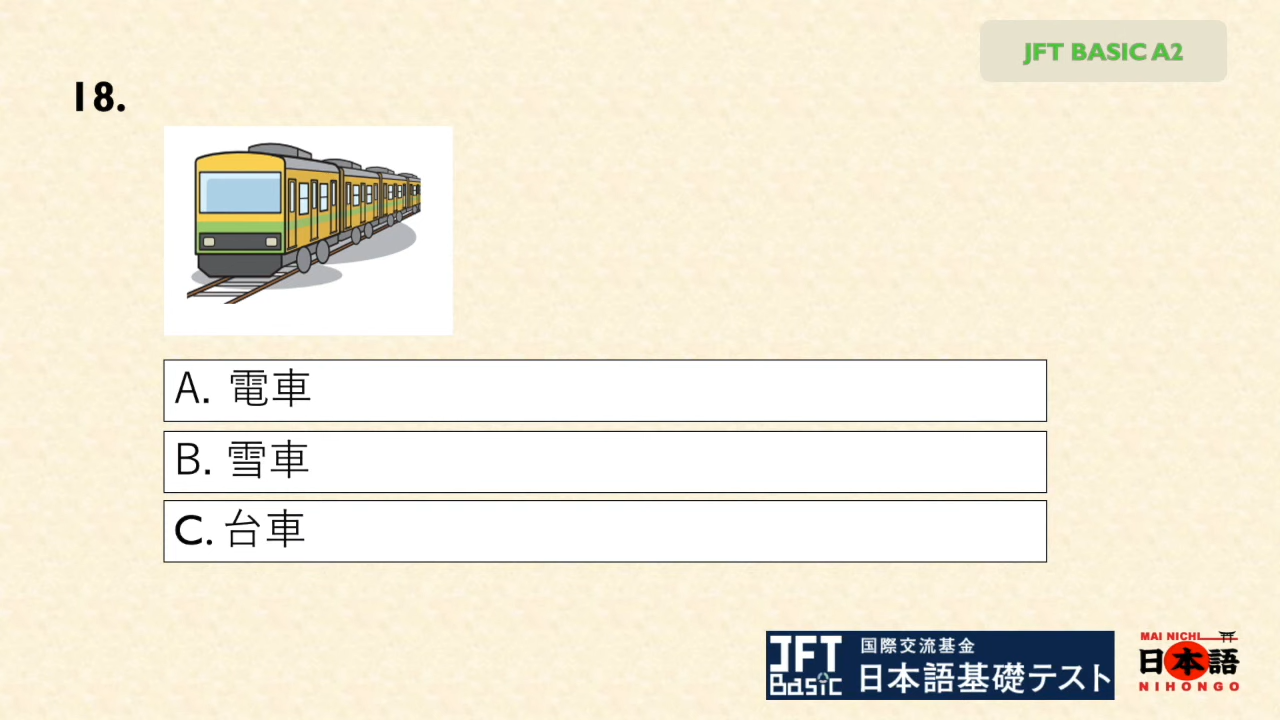 JFT BASIC A2
18.
A. 電車
B. 雪車
C. 台車
JFT Basic
国際交流基金
日本語基礎テスト
MAI NICHI
日本語
NIHONGO